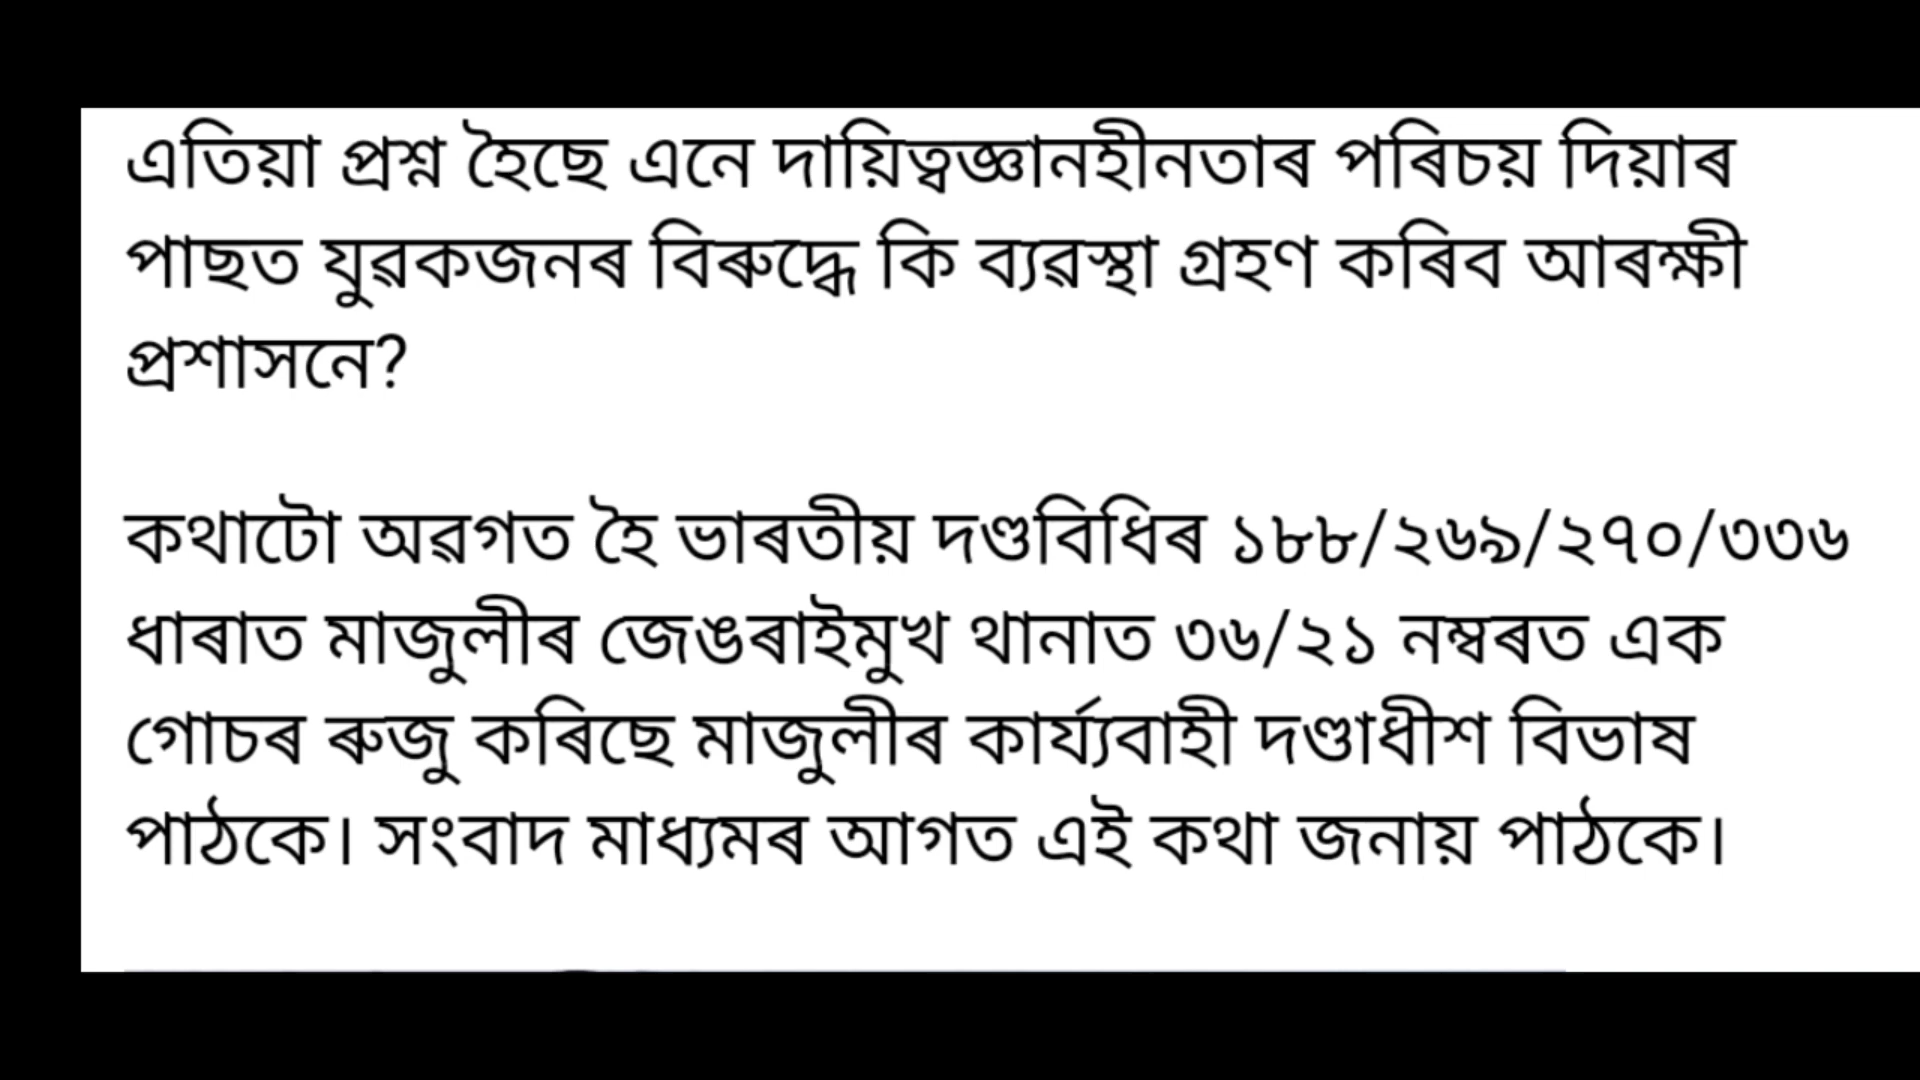 এতিয়া প্ৰশ্ন হৈছে এনে দায়িত্বজ্ঞানহীনতাৰ পৰিচয় দিয়াৰ
পাছত যুৱকজনৰ বিৰুদ্ধে কি ব্যৱস্থা গ্ৰহণ কৰিব আৰক্ষী
প্ৰশাসনে?
কথাটো অৱগত হৈ ভাৰতীয় দণ্ডবিধিৰ ১৮৮/২৬৯/২৭০/৩৩৬
ধাৰাত মাজুলীৰ জেঙৰাইমুখ থানাত ৩৬/২১ নম্বৰত এক
গোচৰ ৰুজু কৰিছে মাজুলীৰ কাৰ্য্যবাহী দণ্ডাধীশ বিভাষ
পাঠকে। সংবাদ মাধ্যমৰ আগত এই কথা জনায় পাঠকে।